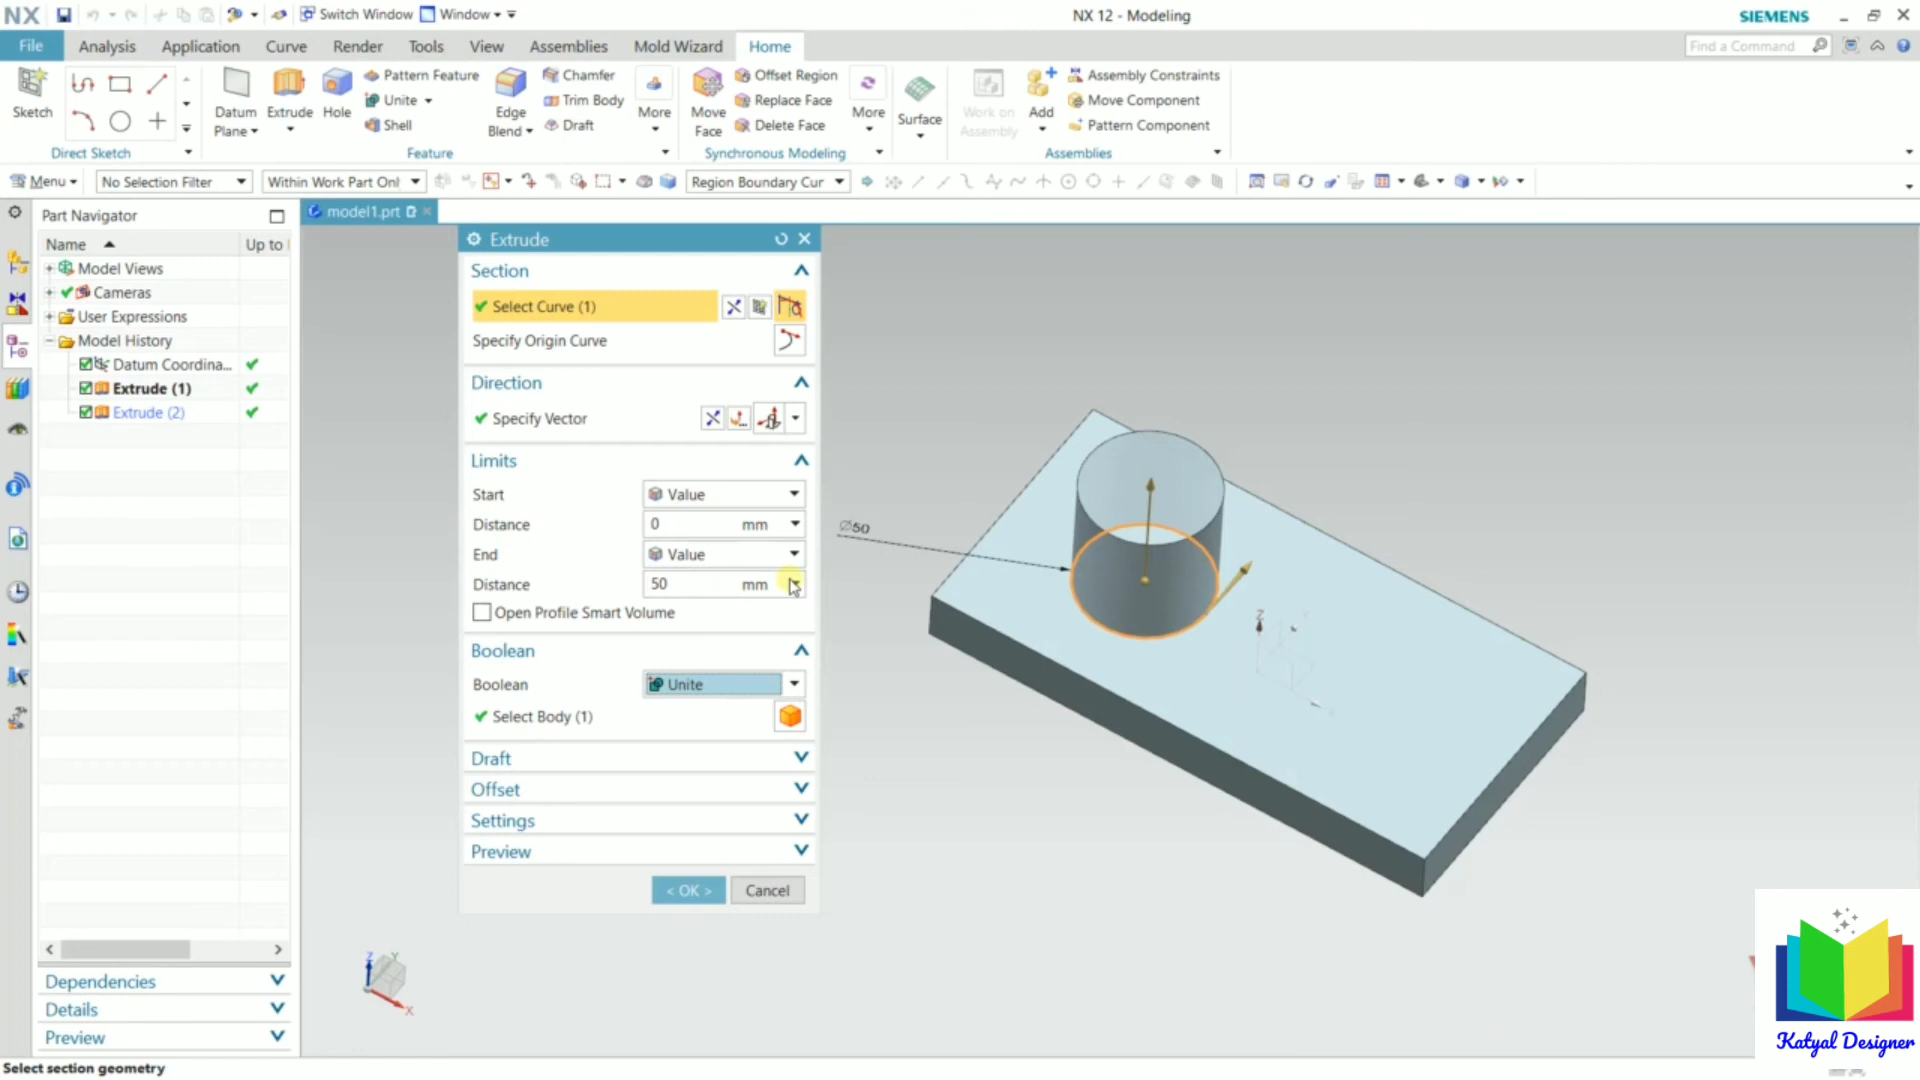 NX
Switch Window
Window
NX 12 - Modeling
SIEMENS
File
Analysis
Application
Curve
Render
Tools
View
Assemblies
Mold Wizard
Home
Find a Command
Sketch
Direct Sketch
Datum Plane
Extrude
Hole
Pattern Feature
Unite
Shell
Edge Blend
Chamfer
Trim Body
Draft
More
Feature
Move Face
Offset Region
Replace Face
Delete Face
More
Synchronous Modeling
Surface
Work on Assembly
Add
Assembly Constraints
Move Component
Pattern Component
Assemblies
Menu
No Selection Filter
Within Work Part Onl
Region Boundary Cur
Part Navigator
Name
Up to
Model Views
Cameras
User Expressions
Model History
Datum Coordina...
Extrude (1)
Extrude (2)
Dependencies
Details
Preview
model1.prt
Extrude
Section
Select Curve (1)
Specify Origin Curve
Direction
Specify Vector
Limits
Start
Value
Distance
0 mm
End
Value
Distance
50 mm
Open Profile Smart Volume
Boolean
Boolean
Unite
Select Body (1)
Draft
Offset
Settings
Preview
< OK >
Cancel
Ø50
Z
Z
Y
X
Katyal Designer
Select section geometry